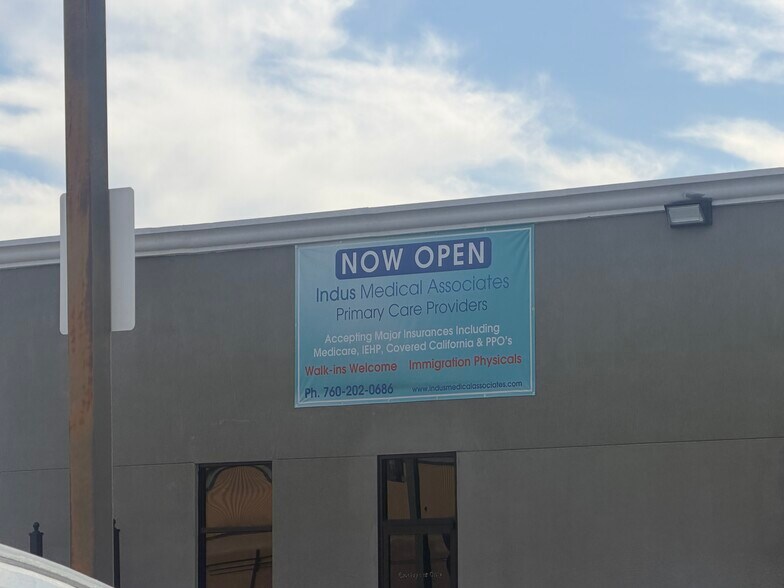 NOW OPEN
Indus Medical Associates
Primary Care Providers
Accepting Major Insurances Including
Medicare, IEHP, Covered California & PPO's
Walk-ins Welcome Immigration Physicals
Ph. 760-202-0686 www.indusmedicalassociates.com